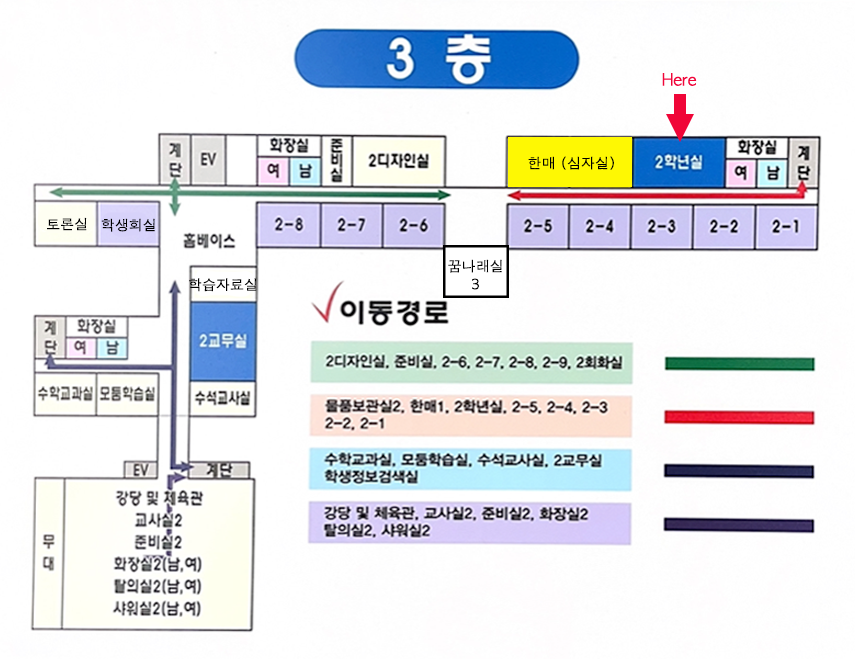 3 층
Here
계단
EV
화장실
여
남
준비실
2디자인실
한매 (심자실)
2학년실
화장실
여
남
계단
토론실
학생회실
홈베이스
2-8
2-7
2-6
2-5
2-4
2-3
2-2
2-1
꿈나래실
3
학습자료실
2교무실
수석교사실
계단
화장실
여
남
수학교과실
모둠학습실
이동경로
2디자인실, 준비실, 2-6, 2-7, 2-8, 2-9, 2회화실
물품보관실2, 한매1, 2학년실, 2-5, 2-4, 2-3
2-2, 2-1
수학교과실, 모둠학습실, 수석교사실, 2교무실
학생정보검색실
강당 및 체육관, 교사실2, 준비실2, 화장실2
탈의실2, 샤워실2
EV
계단
무대
강당 및 체육관
교사실2
준비실2
화장실2(남,여)
탈의실2(남,여)
샤워실2(남,여)